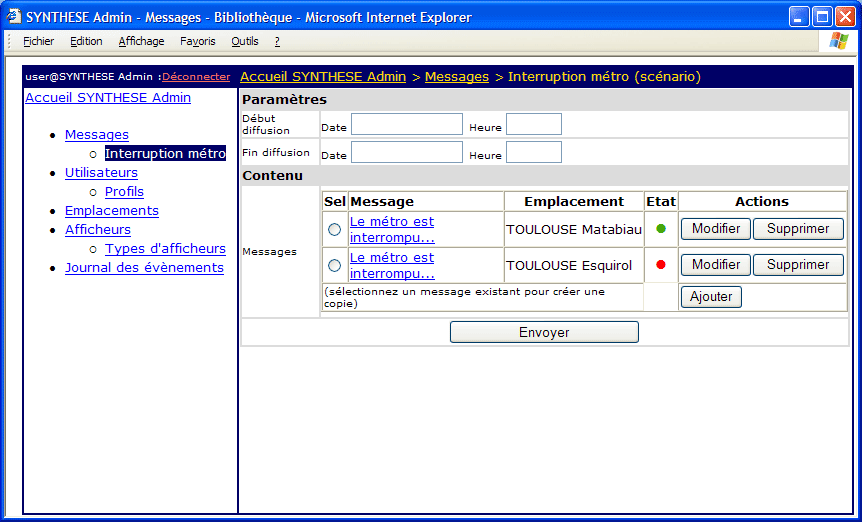 SYNTHESE Admin - Messages - Bibliothèque - Microsoft Internet Explorer
Fichier Edition Affichage Favoris Outils ?
user@SYNTHESE Admin :Déconnecter
Accueil SYNTHESE Admin > Messages > Interruption métro (scénario)
Accueil SYNTHESE Admin
Messages
Interruption métro
Utilisateurs
Profils
Emplacements
Afficheurs
Types d'afficheurs
Journal des évènements
Paramètres
Début diffusion Date Heure
Fin diffusion Date Heure
Contenu
Messages
Sel Message Emplacement Etat Actions
Le métro est interrompu... TOULOUSE Matabiau Modifier Supprimer
Le métro est interrompu... TOULOUSE Esquirol Modifier Supprimer
(sélectionnez un message existant pour créer une copie) Ajouter
Envoyer